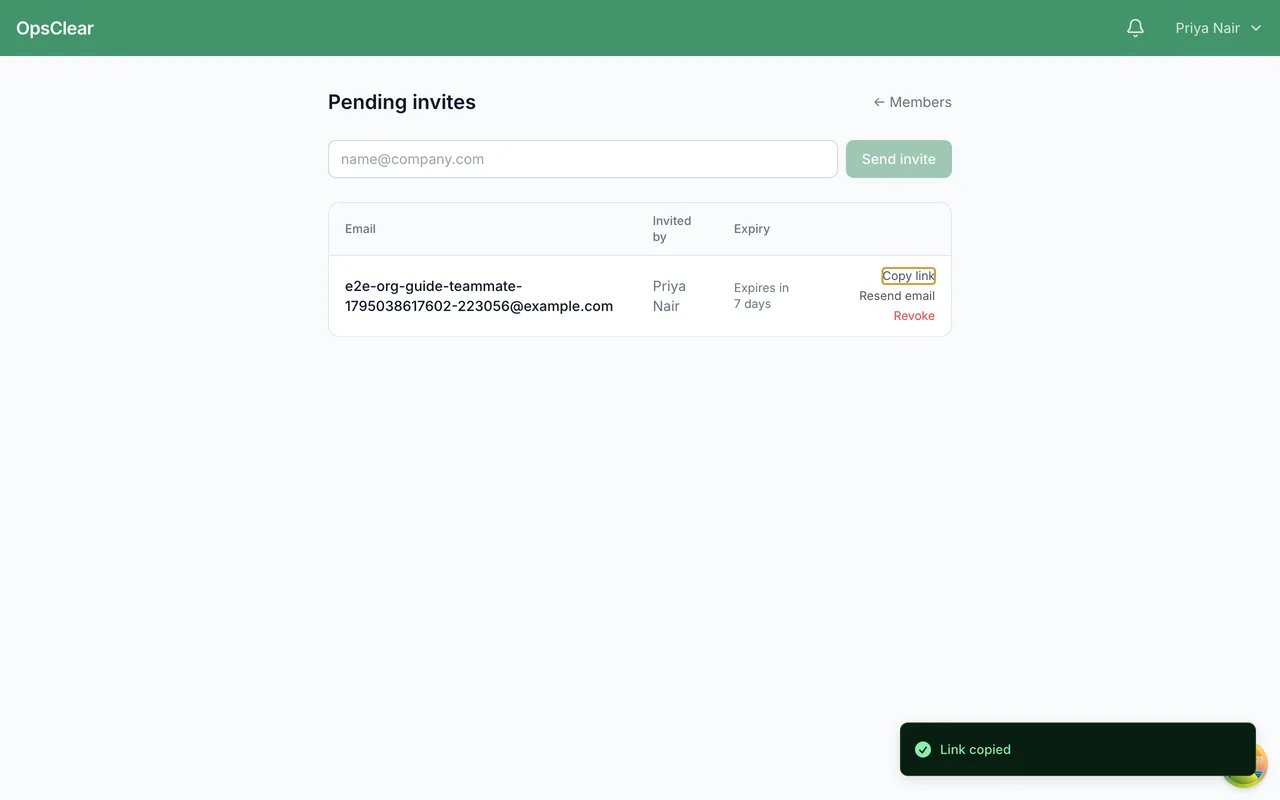 OpsClear
Priya Nair
Pending invites
← Members
name@company.com
Send invite
Email
Invited
by
Expiry
e2e-org-guide-teammate-
1795038617602-223056@example.com
Priya
Nair
Expires in
7 days
Copy link
Resend email
Revoke
Link copied